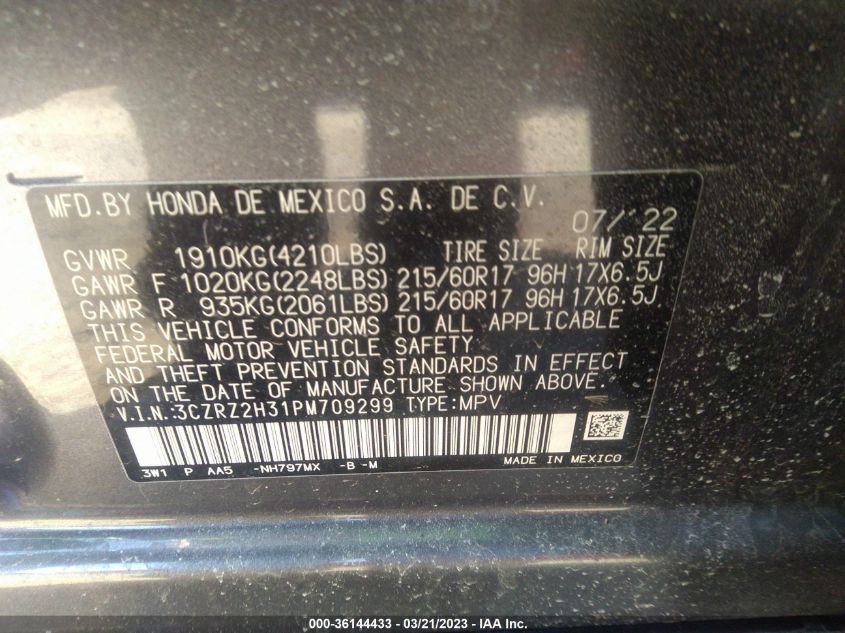 MFD.BY HONDA DE MEXICO S.A. DE C.V. 07/'22
GVWR 1910KG(4210LBS) TIRE SIZE RIM SIZE
GAWR F 1020KG(2248LBS) 215/60R17 96H 17X6.5J
GAWR R 935KG(2061LBS) 215/60R17 96H 17X6.5J
THIS VEHICLE CONFORMS TO ALL APPLICABLE
FEDERAL MOTOR VEHICLE SAFETY
AND THEFT PREVENTION STANDARDS IN EFFECT
ON THE DATE OF MANUFACTURE SHOWN ABOVE.
V.I.N.:3CZRZ2H31PM709299 TYPE:MPV
3W1 P AA5 -NH797MX -B -M MADE IN MEXICO
000-36144433 - 03/21/2023 - IAA Inc.